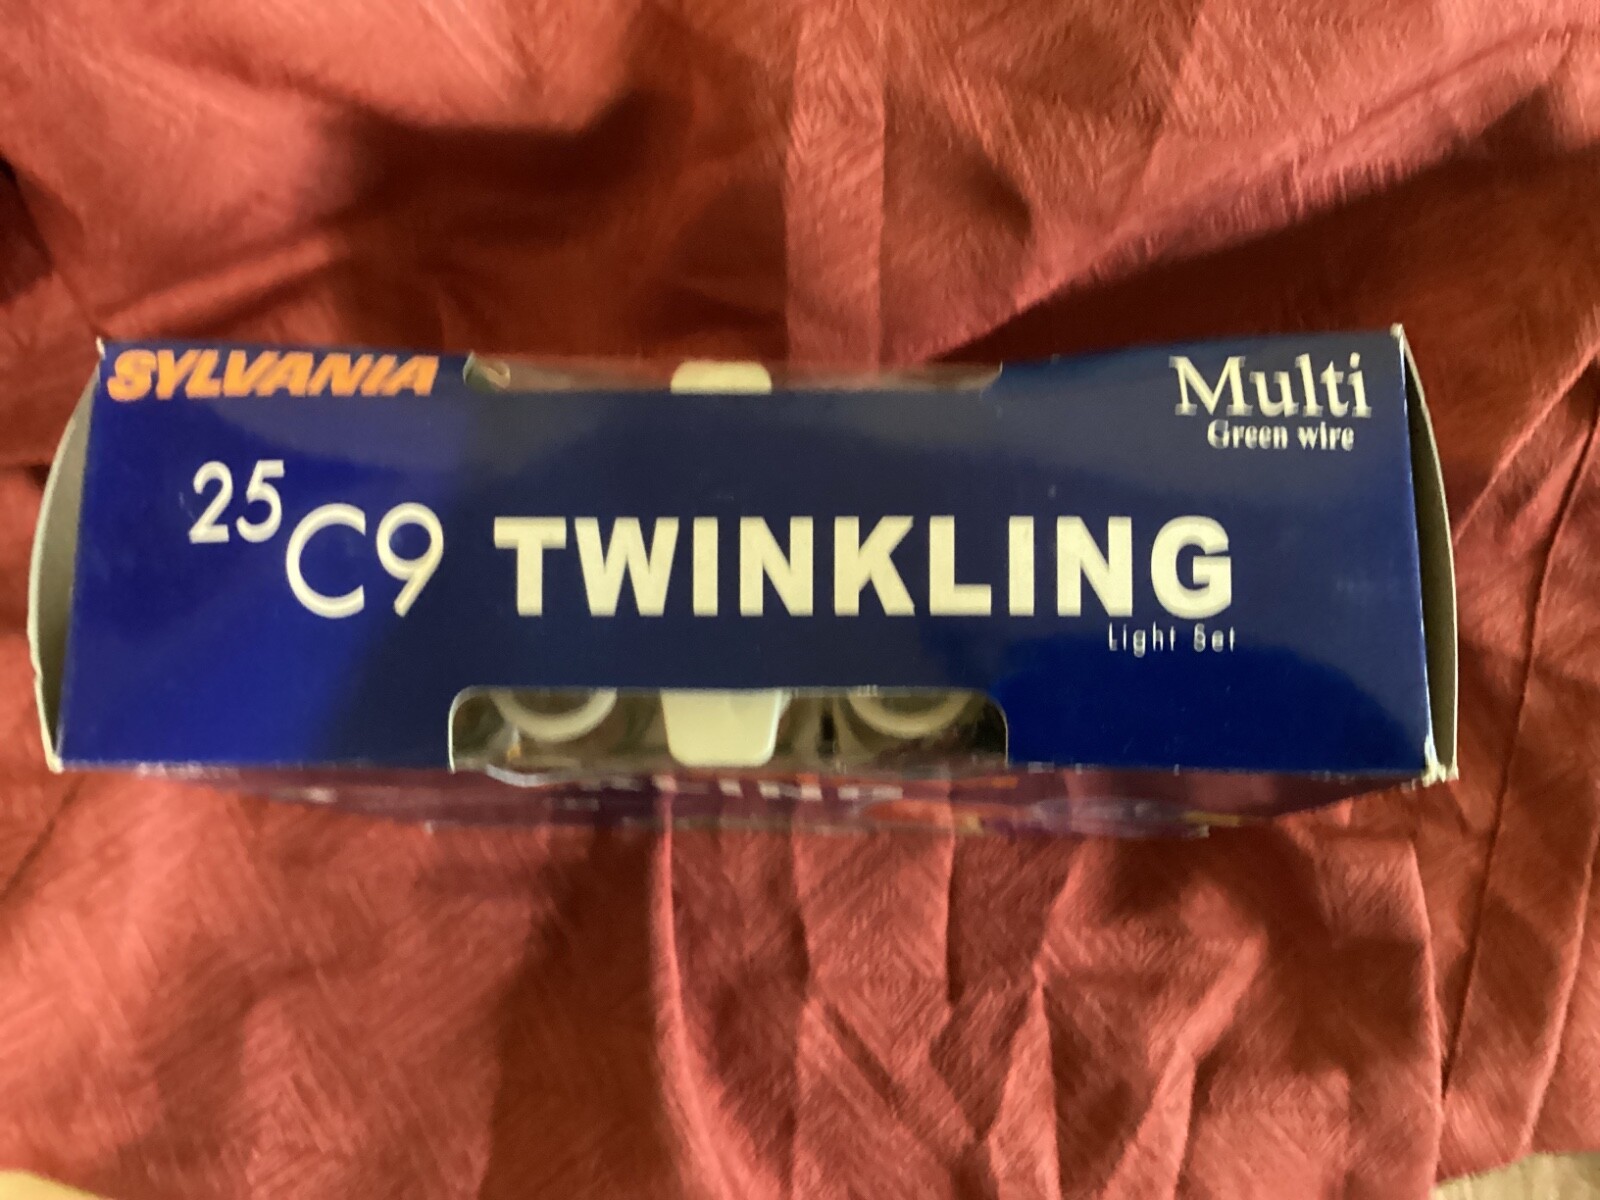 SYLVANIA
Multi
Green wire
25 C9 TWINKLING
Light Set